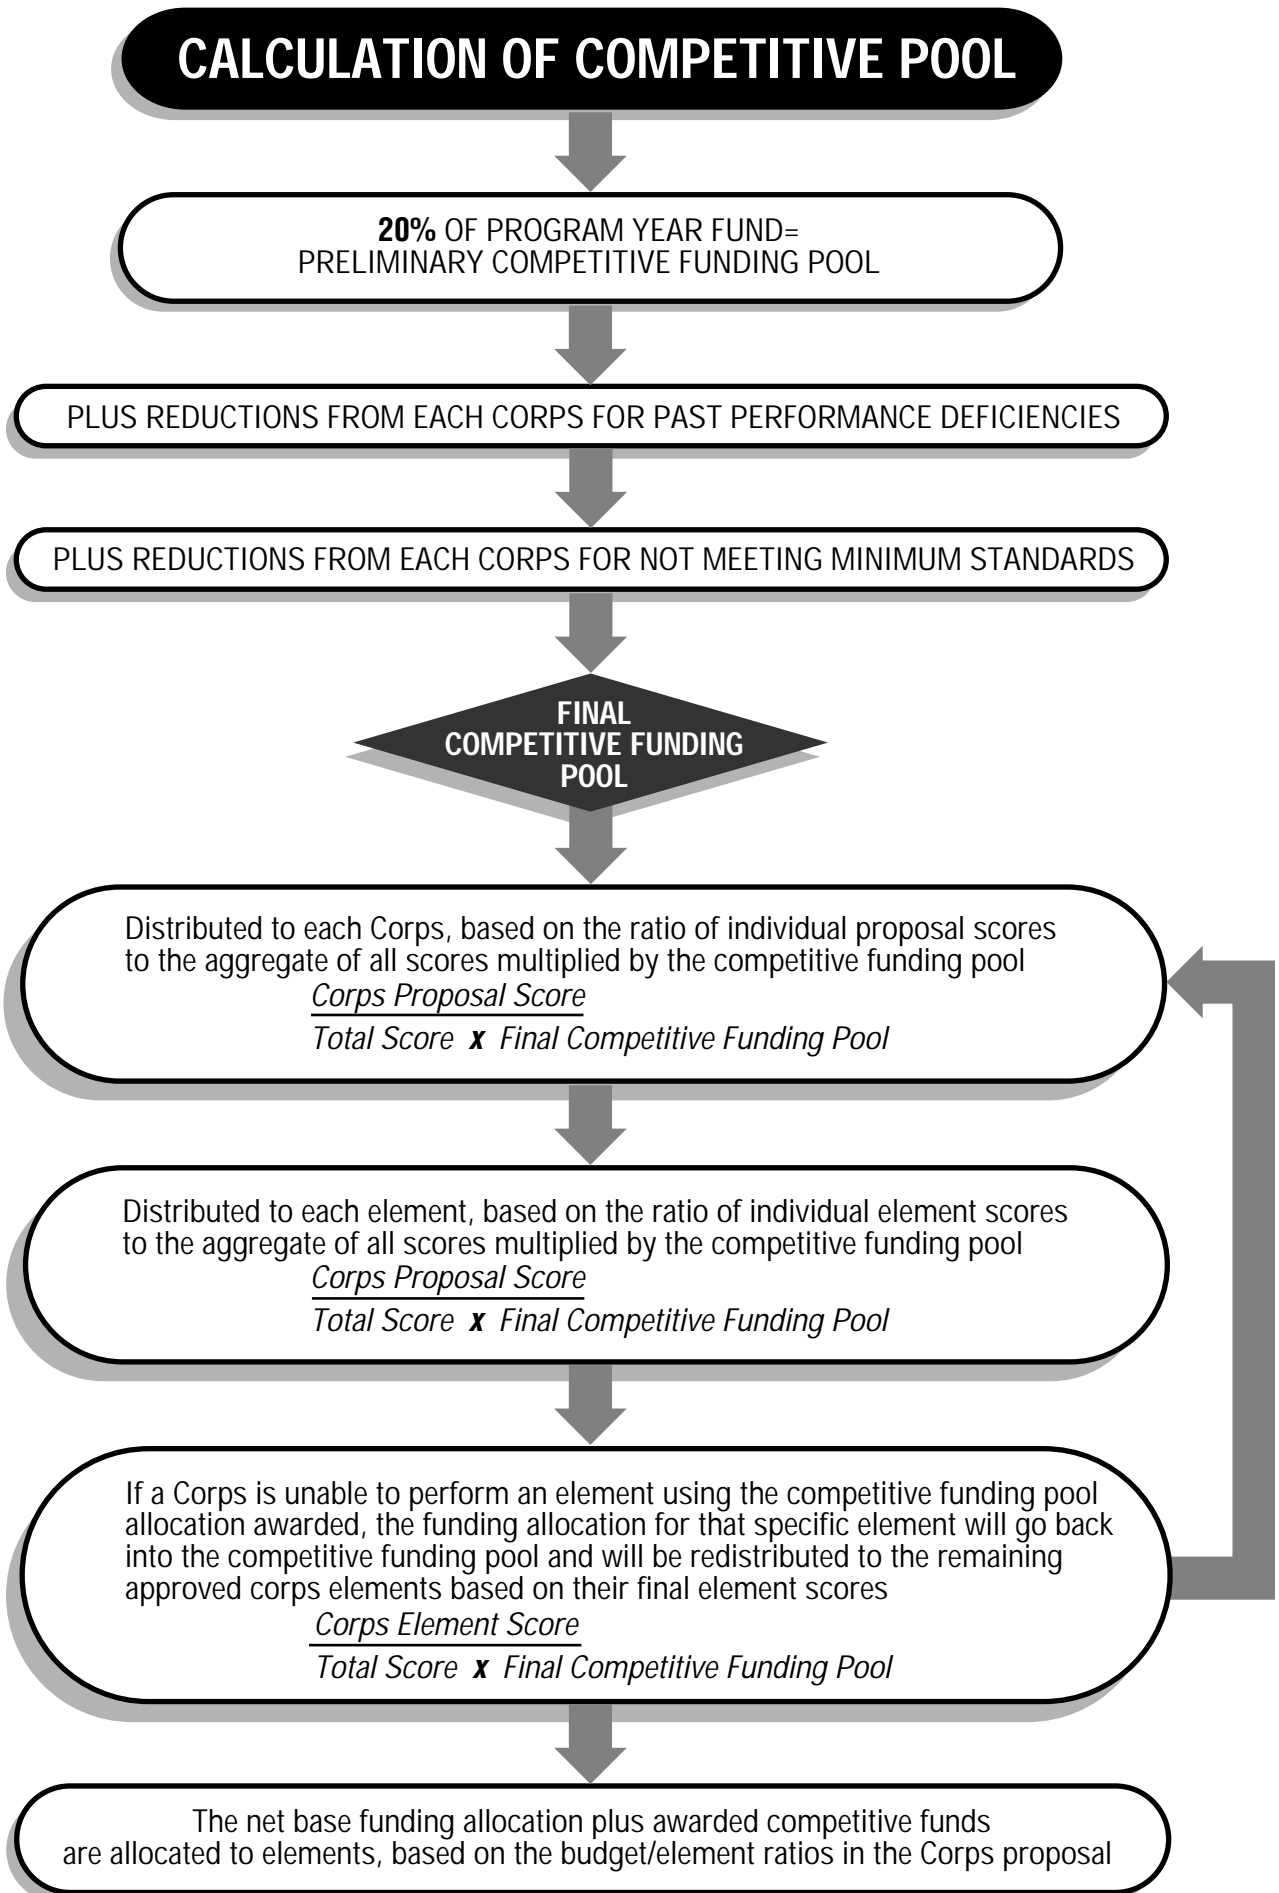 CALCULATION OF COMPETITIVE POOL
20% OF PROGRAM YEAR FUND=
PRELIMINARY COMPETITIVE FUNDING POOL
PLUS REDUCTIONS FROM EACH CORPS FOR PAST PERFORMANCE DEFICIENCIES
PLUS REDUCTIONS FROM EACH CORPS FOR NOT MEETING MINIMUM STANDARDS
FINAL
COMPETITIVE FUNDING
POOL
Distributed to each Corps, based on the ratio of individual proposal scores
to the aggregate of all scores multiplied by the competitive funding pool
Corps Proposal Score
Total Score x Final Competitive Funding Pool
Distributed to each element, based on the ratio of individual element scores
to the aggregate of all scores multiplied by the competitive funding pool
Corps Proposal Score
Total Score x Final Competitive Funding Pool
If a Corps is unable to perform an element using the competitive funding pool
allocation awarded, the funding allocation for that specific element will go back
into the competitive funding pool and will be redistributed to the remaining
approved corps elements based on their final element scores
Corps Element Score
Total Score x Final Competitive Funding Pool
The net base funding allocation plus awarded competitive funds
are allocated to elements, based on the budget/element ratios in the Corps proposal